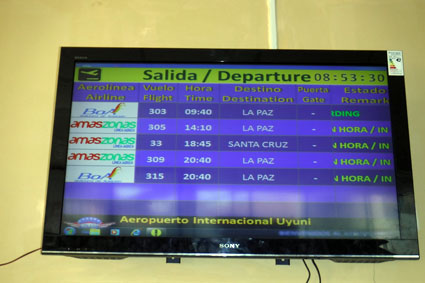 SONY
Salida / Departure 08:53:30
Aerolínea Vuelo Hora Destino Puerta Estado
Airline Flight Time Destination Gate Remark
BoA 303 09:40 LA PAZ - RDING
amaszonas 305 14:10 LA PAZ - N HORA / IN
amaszonas 33 18:45 SANTA CRUZ - N HORA / IN
amaszonas 309 20:40 LA PAZ - N HORA / IN
BoA 315 20:40 LA PAZ - N HORA / IN
Aeropuerto Internacional Uyuni
SONY